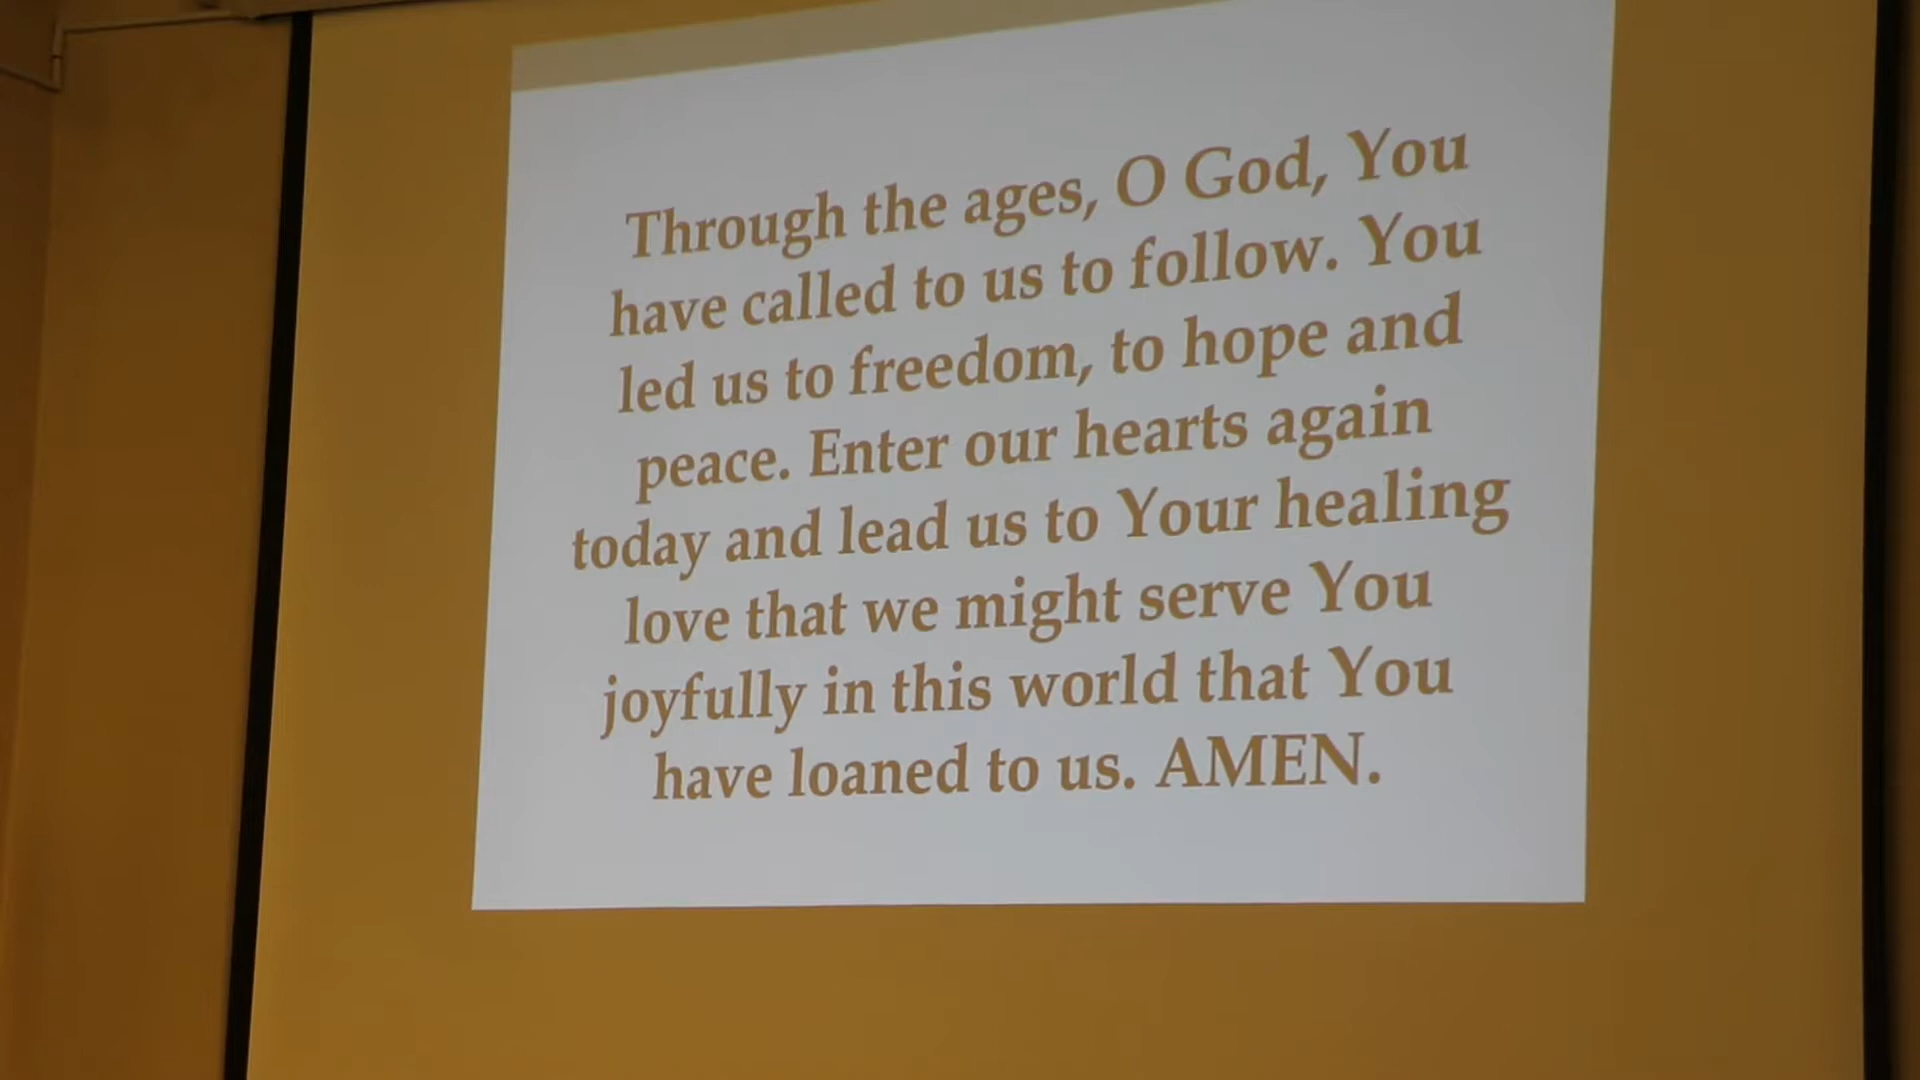 Through the ages, O God, You
have called to us to follow. You
led us to freedom, to hope and
peace. Enter our hearts again
today and lead us to Your healing
love that we might serve You
joyfully in this world that You
have loaned to us. AMEN.